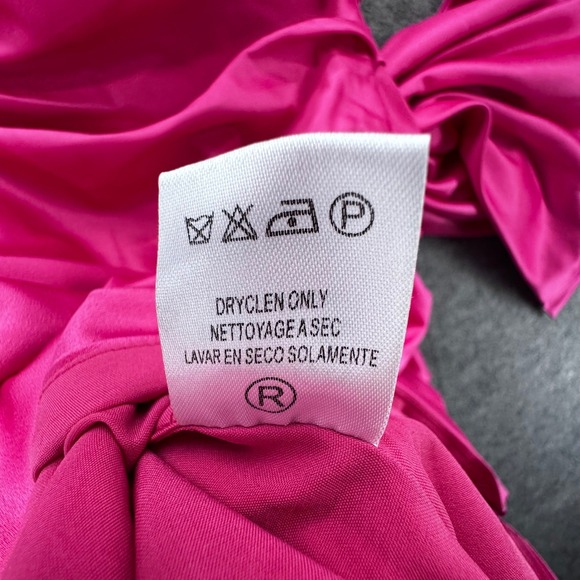 P
DRYCLEN ONLY
NETTOYAGE A SEC
LAVAR EN SECO SOLAMENTE
R